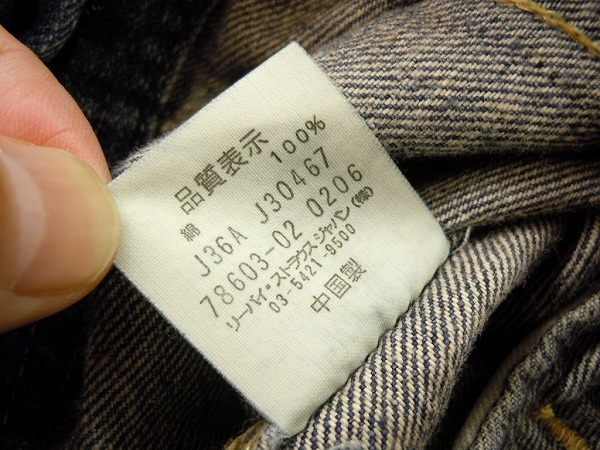 品質表示
綿 100%
J36A J30467
78603-02 0206
リーバイ・ストラウス ジャパン(株)
03-5421-9500
中国製